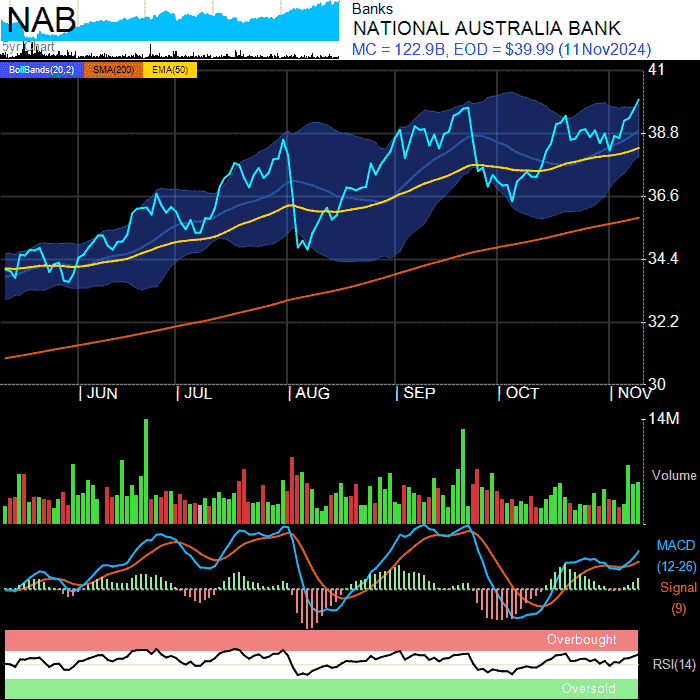 NAB
5yr Chart
Banks
NATIONAL AUSTRALIA BANK
MC = 122.9B, EOD = $39.99 (11Nov2024)
BollBands(20,2) SMA(200) EMA(50)
41
38.8
36.6
34.4
32.2
30
JUN JUL AUG SEP OCT NOV
14M
Volume
MACD
(12-26)
Signal
(9)
Overbought
RSI(14)
Oversold